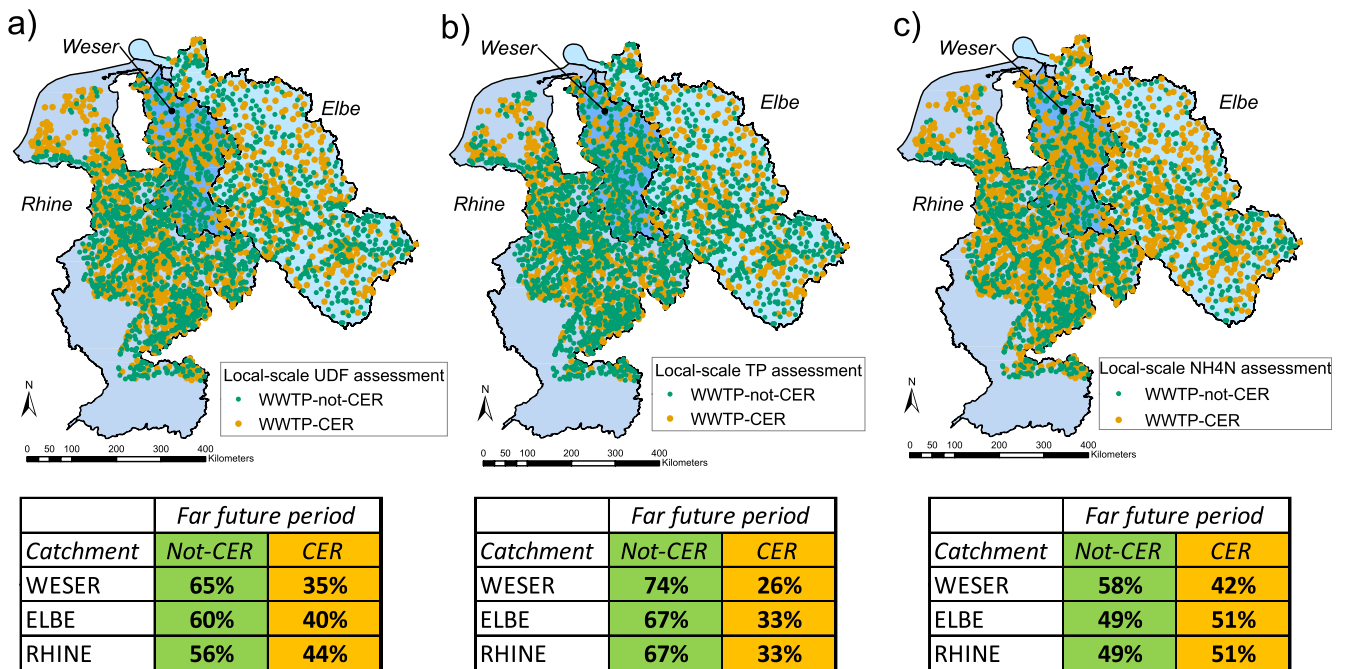 a)
Weser
Elbe
Rhine
N
Local-scale UDF assessment
WWTP-not-CER
WWTP-CER
0 50 100 200 300 400
Kilometers
b)
Weser
Elbe
Rhine
N
Local-scale TP assessment
WWTP-not-CER
WWTP-CER
0 50 100 200 300 400
Kilometers
c)
Weser
Elbe
Rhine
N
Local-scale NH4N assessment
WWTP-not-CER
WWTP-CER
0 50 100 200 300 400
Kilometers
Far future period
Catchment Not-CER CER
WESER 65% 35%
ELBE 60% 40%
RHINE 56% 44%
Far future period
Catchment Not-CER CER
WESER 74% 26%
ELBE 67% 33%
RHINE 67% 33%
Far future period
Catchment Not-CER CER
WESER 58% 42%
ELBE 49% 51%
RHINE 49% 51%